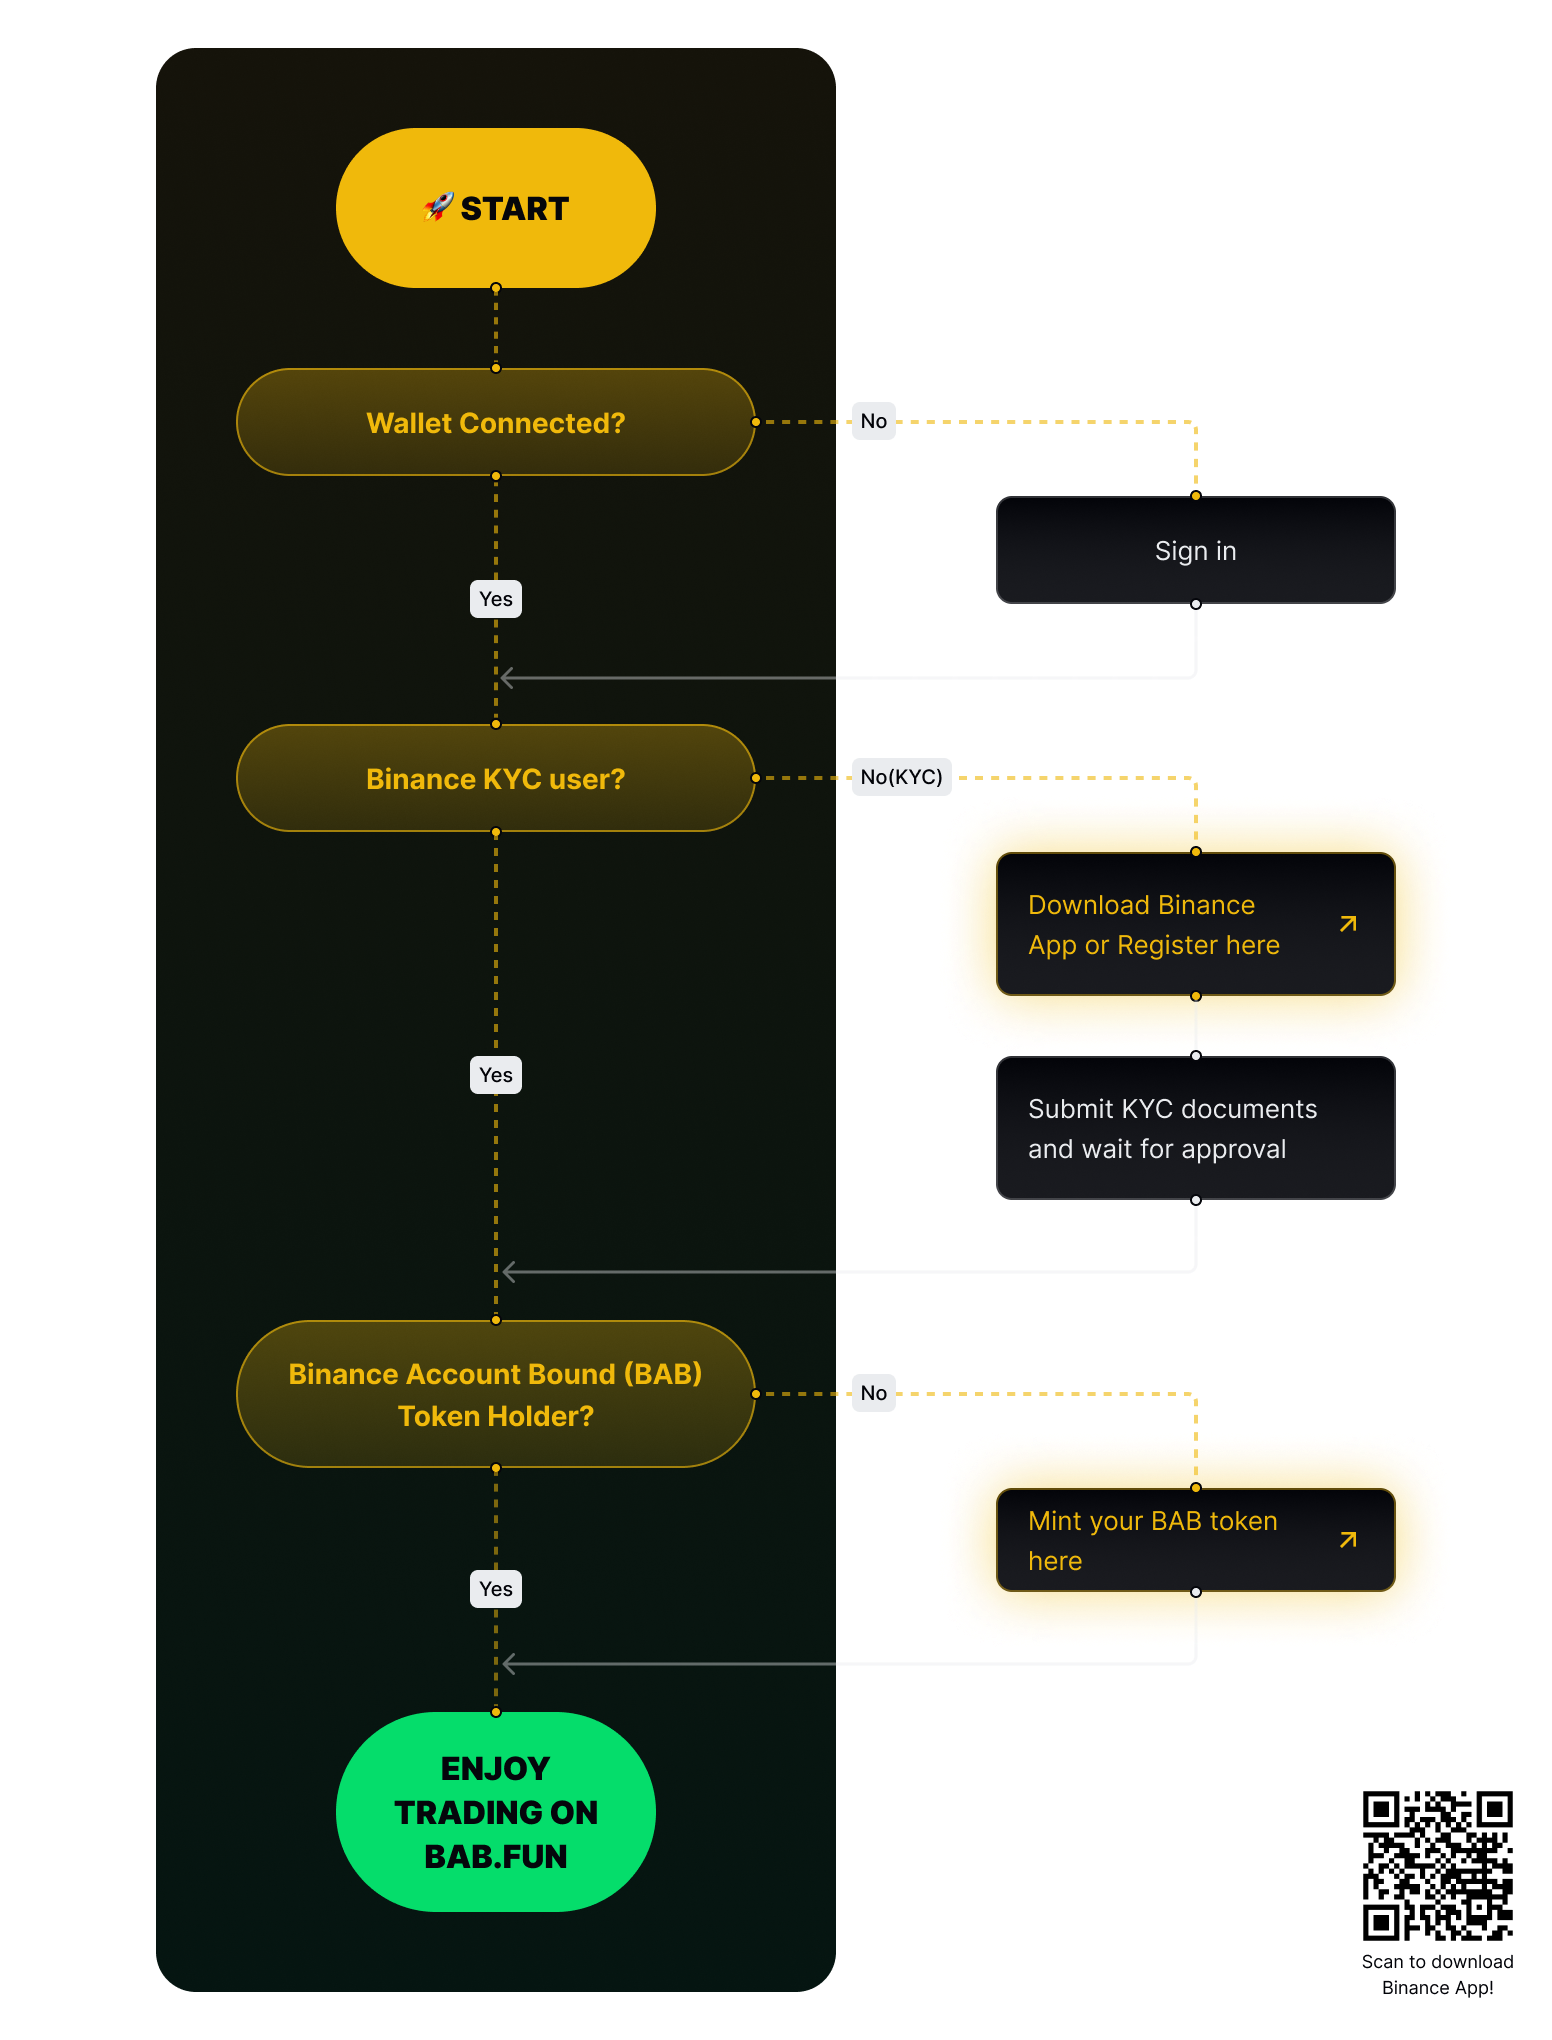 🚀 START
Wallet Connected?
No
Sign in
Yes
Binance KYC user?
No(KYC)
Download Binance
App or Register here
Yes
Submit KYC documents
and wait for approval
Binance Account Bound (BAB)
Token Holder?
No
Mint your BAB token
here
Yes
ENJOY
TRADING ON
BAB.FUN
Scan to download
Binance App!